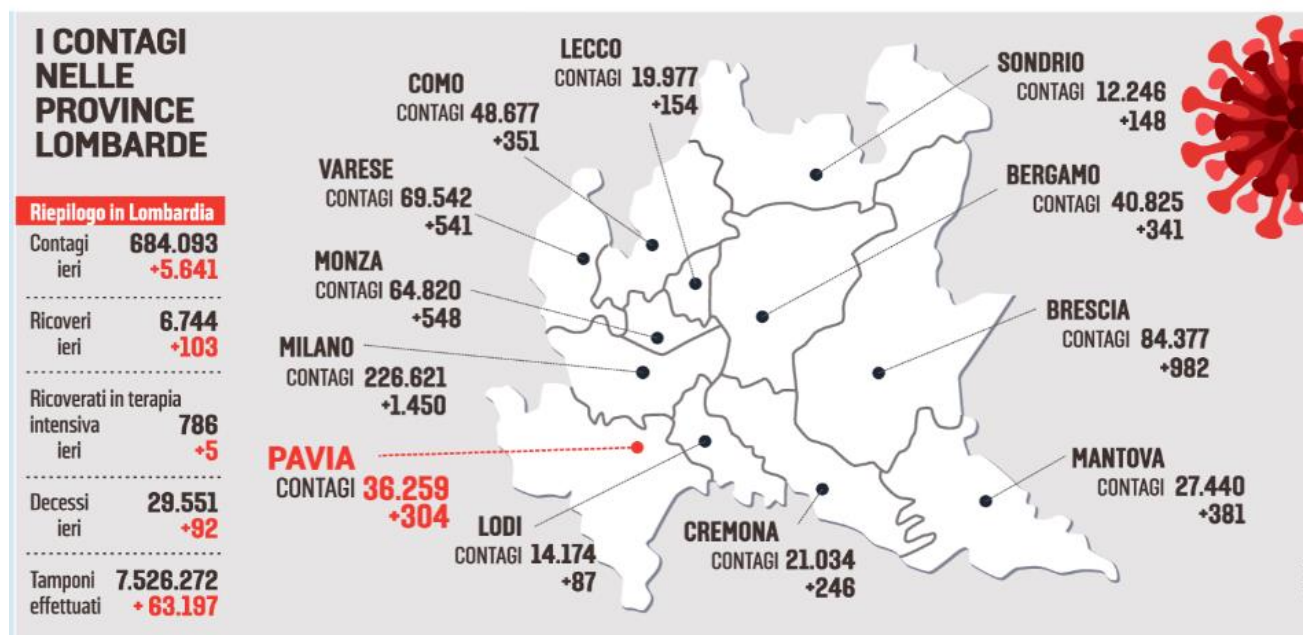 I CONTAGI
NELLE
PROVINCE
LOMBARDE
Riepilogo in Lombardia
Contagi 684.093
ieri +5.641
Ricoveri 6.744
ieri +103
Ricoverati in terapia
intensiva 786
ieri +5
Decessi 29.551
ieri +92
Tamponi 7.526.272
effettuati + 63.197
LECCO
CONTAGI 19.977
+154
COMO
CONTAGI 48.677
+351
VARESE
CONTAGI 69.542
+541
MONZA
CONTAGI 64.820
+548
MILANO
CONTAGI 226.621
+1.450
PAVIA
CONTAGI 36.259
+304
LODI
CONTAGI 14.174
+87
CREMONA
CONTAGI 21.034
+246
SONDRIO
CONTAGI 12.246
+148
BERGAMO
CONTAGI 40.825
+341
BRESCIA
CONTAGI 84.377
+982
MANTOVA
CONTAGI 27.440
+381